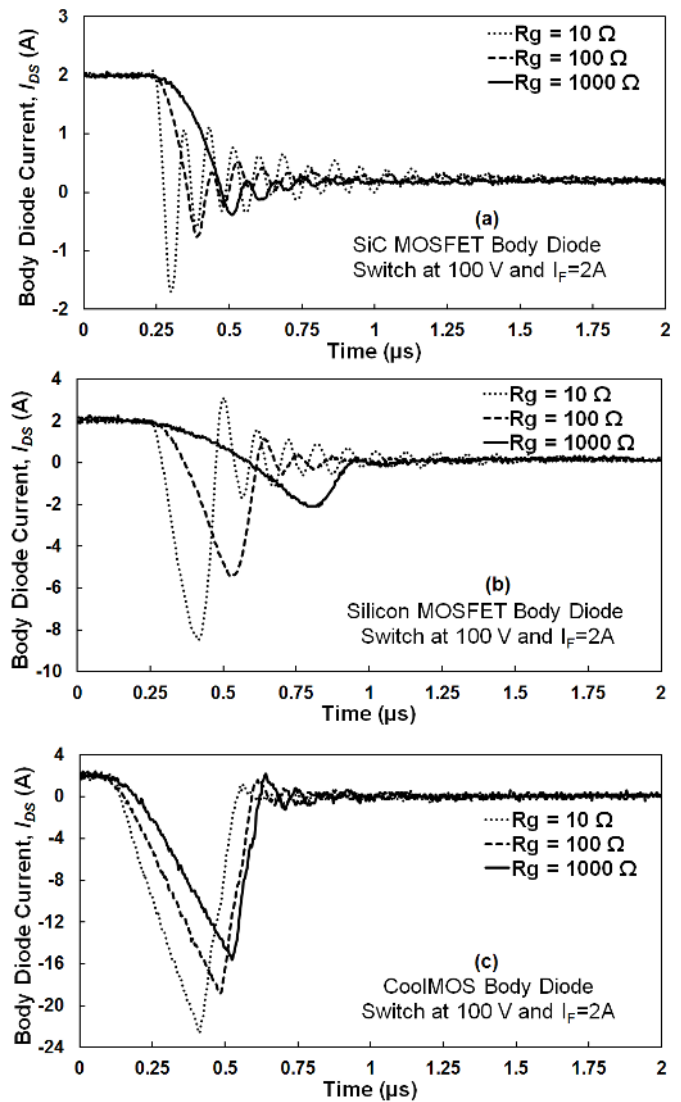 3
2
1
0
-1
-2
Body Diode Current, I_DS (A)
Rg = 10 Ω
Rg = 100 Ω
Rg = 1000 Ω
(a)
SiC MOSFET Body Diode
Switch at 100 V and I_F=2A
0 0.25 0.5 0.75 1 1.25 1.5 1.75 2
Time (µs)
4
2
0
-2
-4
-6
-8
-10
Body Diode Current, I_DS (A)
Rg = 10 Ω
Rg = 100 Ω
Rg = 1000 Ω
(b)
Silicon MOSFET Body Diode
Switch at 100 V and I_F=2A
0 0.25 0.5 0.75 1 1.25 1.5 1.75 2
Time (µs)
4
0
-4
-8
-12
-16
-20
-24
Body Diode Current, I_DS (A)
Rg = 10 Ω
Rg = 100 Ω
Rg = 1000 Ω
(c)
CoolMOS Body Diode
Switch at 100 V and I_F=2A
0 0.25 0.5 0.75 1 1.25 1.5 1.75 2
Time (µs)